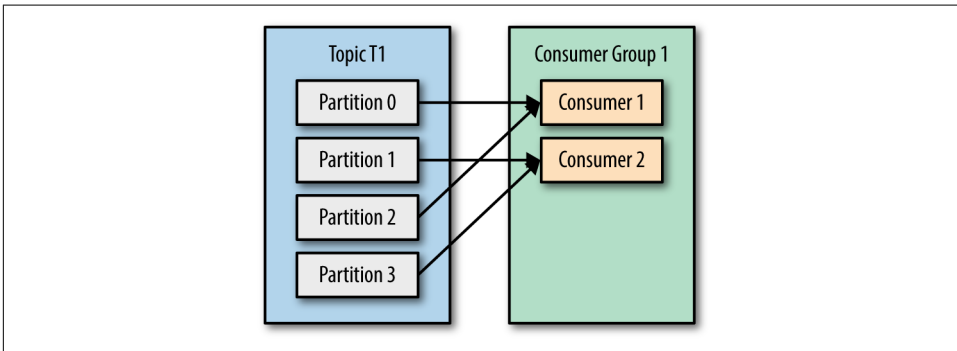 Topic T1
Partition 0
Partition 1
Partition 2
Partition 3
Consumer Group 1
Consumer 1
Consumer 2